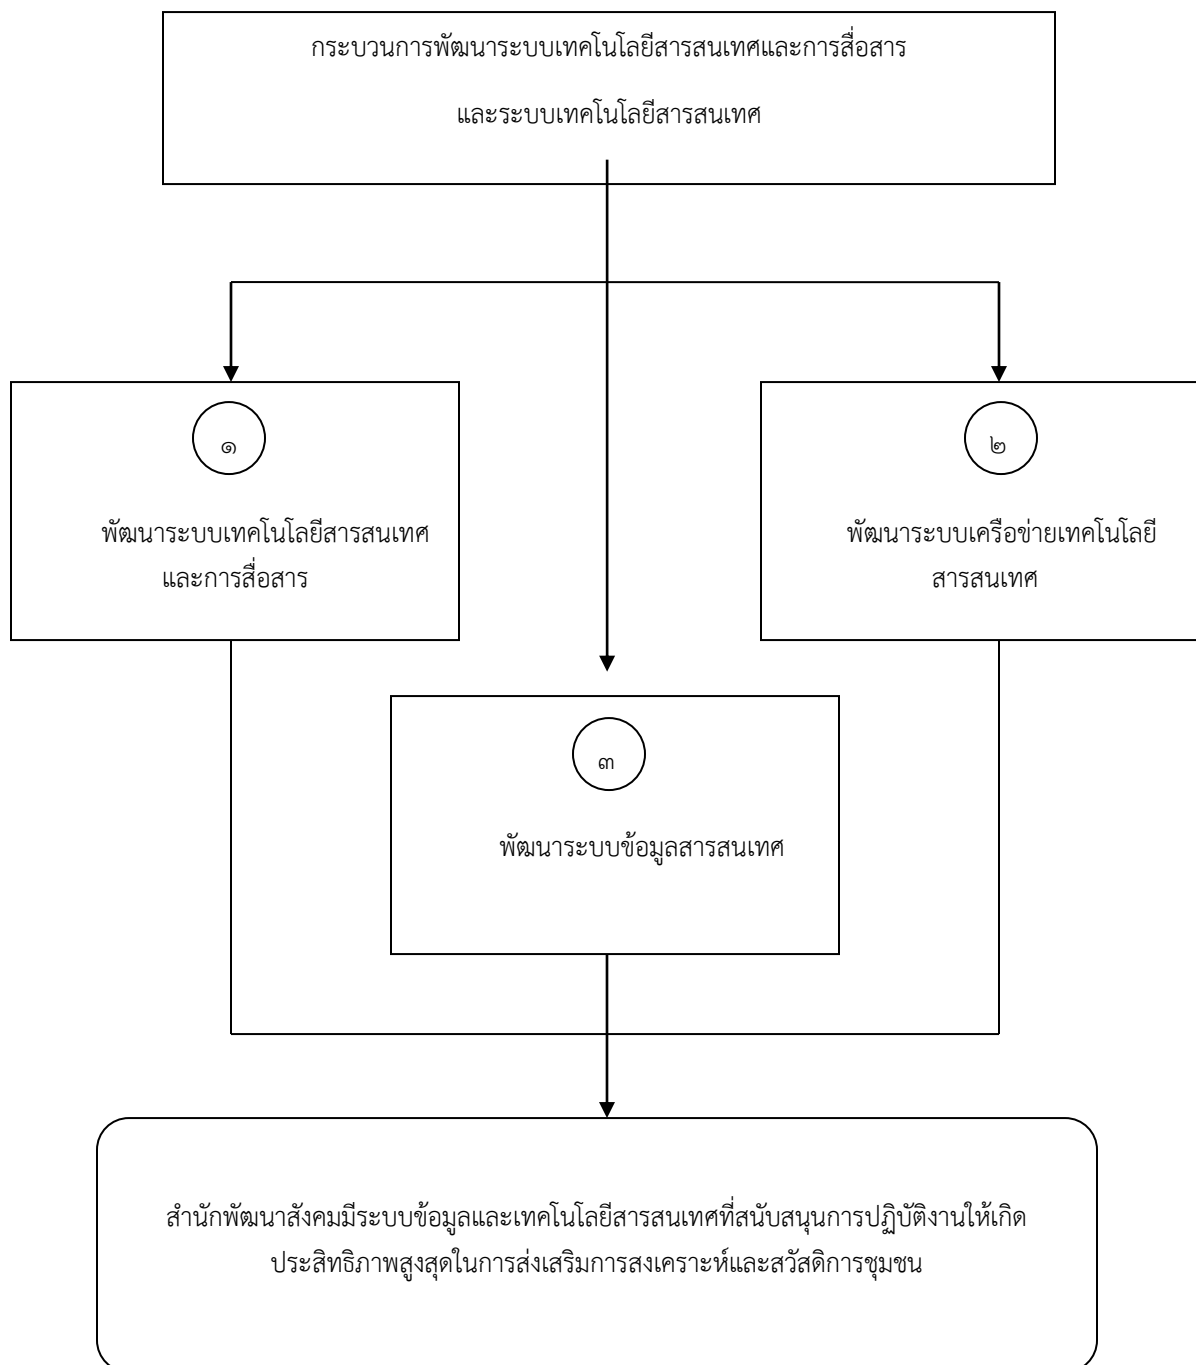 กระบวนการพัฒนาระบบเทคโนโลยีสารสนเทศและการสื่อสาร
และระบบเทคโนโลยีสารสนเทศ
๑
พัฒนาระบบเทคโนโลยีสารสนเทศ
และการสื่อสาร
๒
พัฒนาระบบเครือข่ายเทคโนโลยี
สารสนเทศ
๓
พัฒนาระบบข้อมูลสารสนเทศ
สำนักพัฒนาสังคมมีระบบข้อมูลและเทคโนโลยีสารสนเทศที่สนับสนุนการปฏิบัติงานให้เกิด
ประสิทธิภาพสูงสุดในการส่งเสริมการสงเคราะห์และสวัสดิการชุมชน